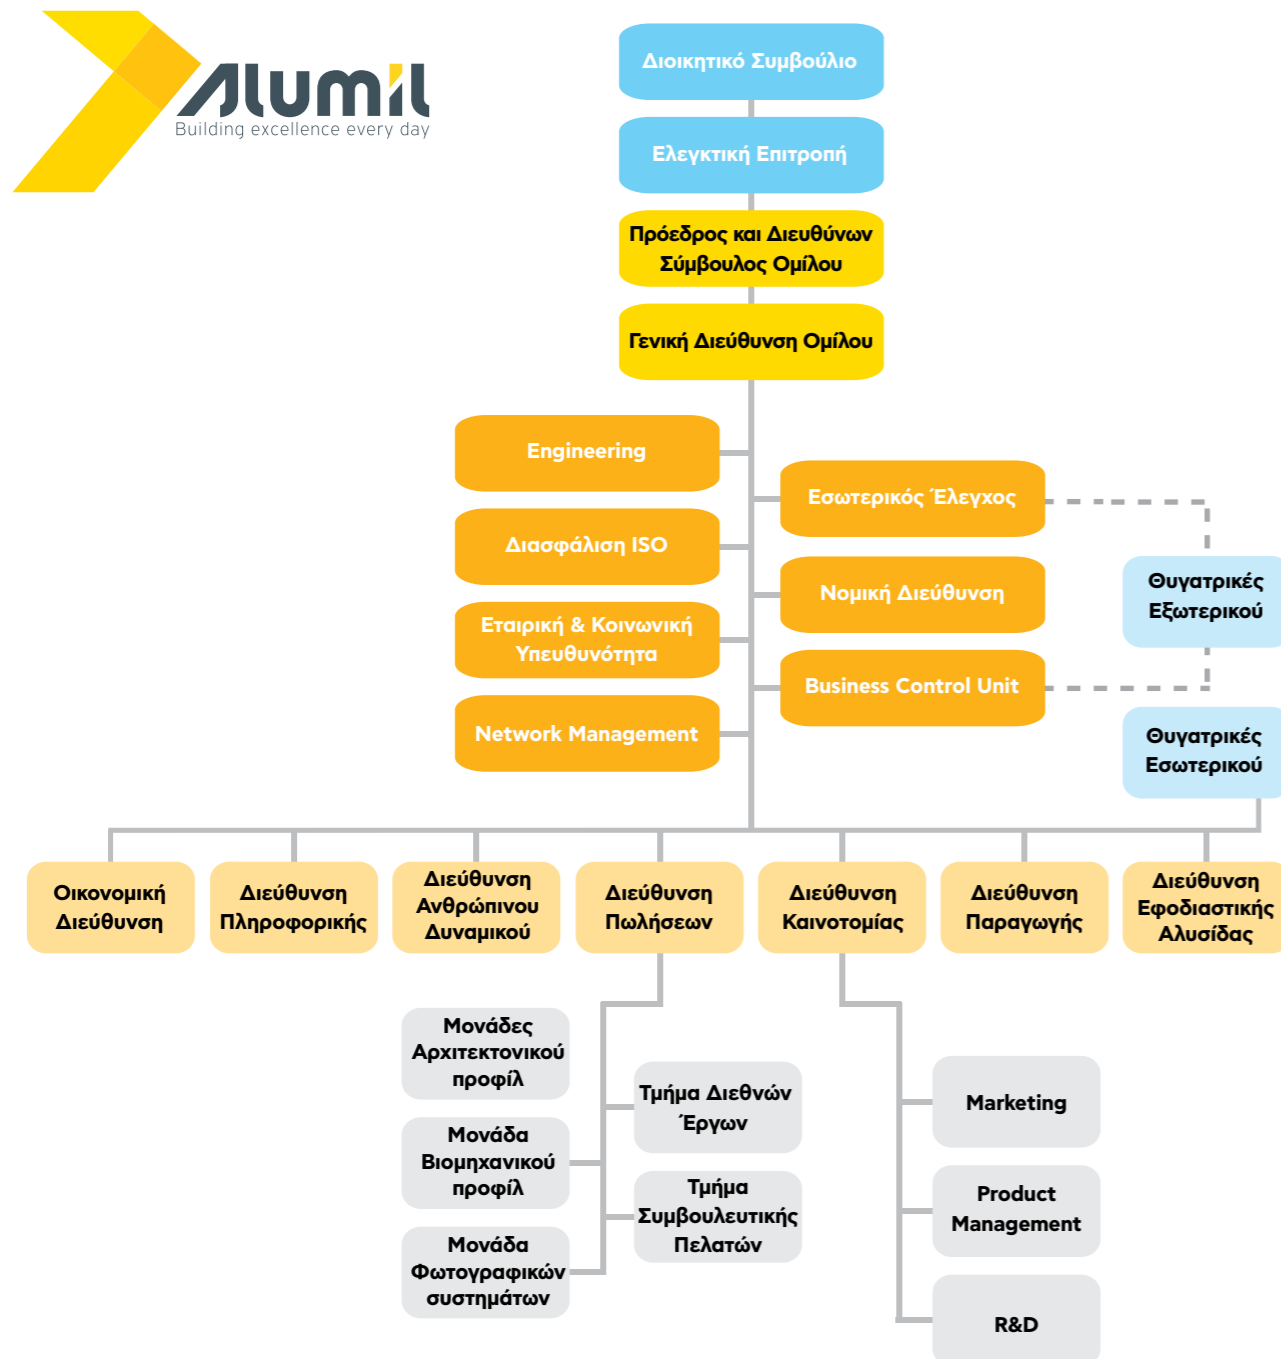 Alumil
Building excellence every day
Διοικητικό Συμβούλιο
Ελεγκτική Επιτροπή
Πρόεδρος και Διευθύνων
Σύμβουλος Ομίλου
Γενική Διεύθυνση Ομίλου
Engineering
Εσωτερικός Έλεγχος
Διασφάλιση ISO
Θυγατρικές
Εξωτερικού
Νομική Διεύθυνση
Εταιρική & Κοινωνική
Υπευθυνότητα
Business Control Unit
Network Management
Θυγατρικές
Εσωτερικού
Οικονομική
Διεύθυνση
Διεύθυνση
Πληροφορικής
Διεύθυνση
Ανθρώπινου
Δυναμικού
Διεύθυνση
Πωλήσεων
Διεύθυνση
Καινοτομίας
Διεύθυνση
Παραγωγής
Διεύθυνση
Εφοδιαστικής
Αλυσίδας
Μονάδες
Αρχιτεκτονικού
προφίλ
Τμήμα Διεθνών
Έργων
Marketing
Μονάδα
Βιομηχανικού
προφίλ
Τμήμα
Συμβουλευτικής
Πελατών
Product
Management
Μονάδα
Φωτογραφικών
συστημάτων
R&D